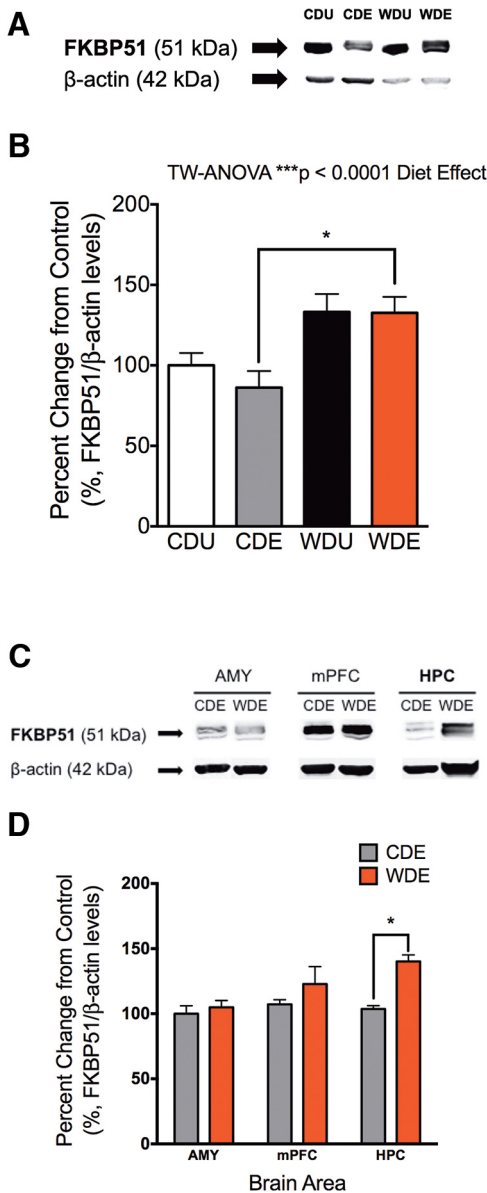 A
CDU CDE WDU WDE
FKBP51 (51 kDa)
β-actin (42 kDa)
B
TW-ANOVA ***p < 0.0001 Diet Effect
Percent Change from Control
(%, FKBP51/β-actin levels)
200
150
100
50
0
*
CDU CDE WDU WDE
C
AMY mPFC HPC
CDE WDE CDE WDE CDE WDE
FKBP51 (51 kDa)
β-actin (42 kDa)
D
CDE
WDE
Percent Change from Control
(%, FKBP51/β-actin levels)
200
150
100
50
0
*
AMY mPFC HPC
Brain Area